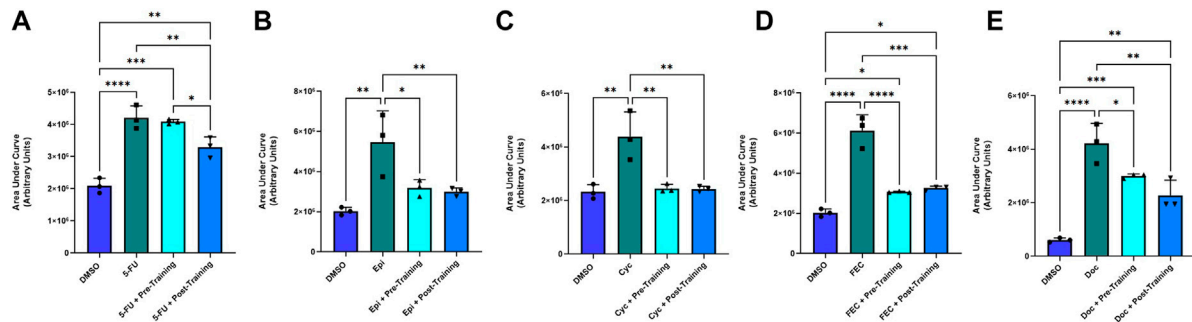 A
**
**
***
****
*
Area Under Curve
(Arbitrary Units)
5×10⁶
4×10⁶
3×10⁶
2×10⁶
1×10⁶
0
DMSO
5-FU
5-FU + Pre-Training
5-FU + Post-Training
B
**
**
*
Area Under Curve
(Arbitrary Units)
8×10⁶
6×10⁶
4×10⁶
2×10⁶
0
DMSO
Epi
Epi + Pre-Training
Epi + Post-Training
C
**
**
**
Area Under Curve
(Arbitrary Units)
6×10⁶
4×10⁶
2×10⁶
0
DMSO
Cyc
Cyc + Pre-Training
Cyc + Post-Training
D
*
***
*
****
****
Area Under Curve
(Arbitrary Units)
8×10⁶
6×10⁶
4×10⁶
2×10⁶
0
DMSO
FEC
FEC + Pre-Training
FEC + Post-Training
E
**
**
***
****
*
Area Under Curve
(Arbitrary Units)
6×10⁶
4×10⁶
2×10⁶
0
DMSO
Doc
Doc + Pre-Training
Doc + Post-Training